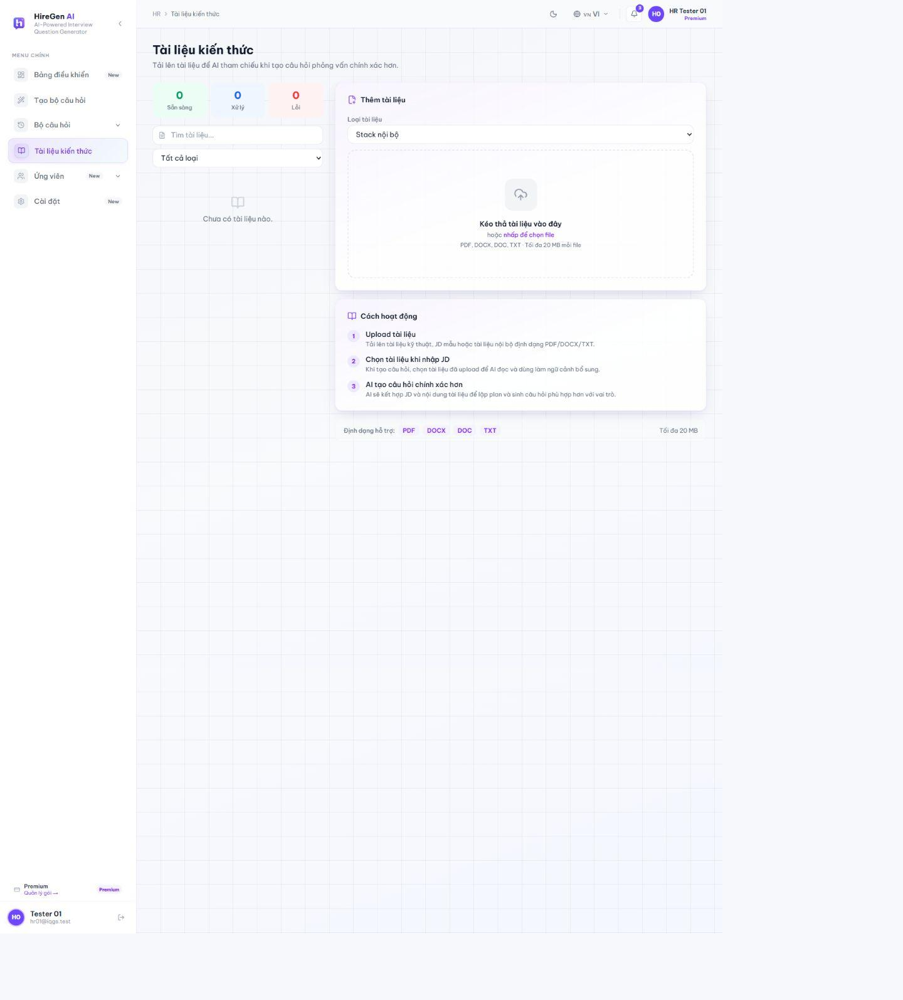 HireGen AI
AI-Powered Interview
Question Generator
MENU CHÍNH
Bảng điều khiển New
Tạo bộ câu hỏi
Bộ câu hỏi
Tài liệu kiến thức
Ứng viên New
Cài đặt New
Premium
Quản lý gói →
Premium
H0
Tester 01
hr01@iqgs.test
HR > Tài liệu kiến thức
VN VI
3
H0
HR Tester 01
Premium
Tài liệu kiến thức
Tải lên tài liệu để AI tham chiếu khi tạo câu hỏi phỏng vấn chính xác hơn.
0
Sẵn sàng
0
Xử lý
0
Lỗi
Tìm tài liệu...
Tất cả loại
Chưa có tài liệu nào.
Thêm tài liệu
Loại tài liệu
Stack nội bộ
Kéo thả tài liệu vào đây
hoặc nhấp để chọn file
PDF, DOCX, DOC, TXT · Tối đa 20 MB mỗi file
Cách hoạt động
1
Upload tài liệu
Tải lên tài liệu kỹ thuật, JD mẫu hoặc tài liệu nội bộ định dạng PDF/DOCX/TXT.
2
Chọn tài liệu khi nhập JD
Khi tạo câu hỏi, chọn tài liệu đã upload để AI đọc và dùng làm ngữ cảnh bổ sung.
3
AI tạo câu hỏi chính xác hơn
AI sẽ kết hợp JD và nội dung tài liệu để lập plan và sinh câu hỏi phù hợp hơn với vai trò.
Định dạng hỗ trợ: PDF DOCX DOC TXT
Tối đa 20 MB